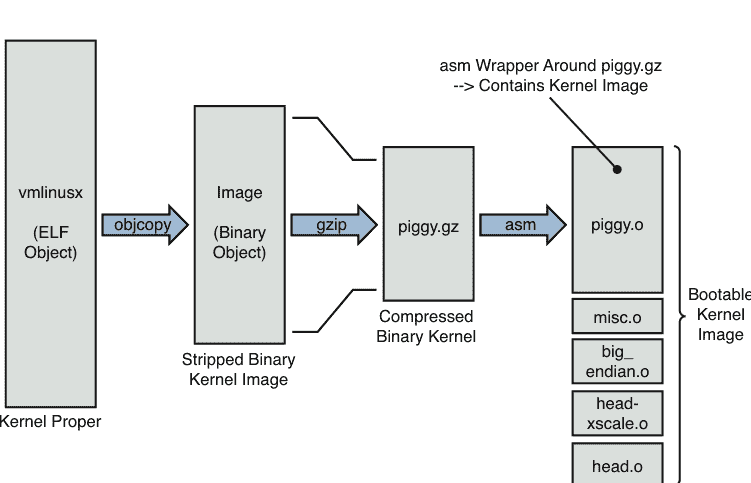 asm Wrapper Around piggy.gz
--> Contains Kernel Image
vmlinusx
(ELF
Object)
objcopy
Image
(Binary
Object)
gzip
piggy.gz
asm
piggy.o
misc.o
big_
endian.o
head-
xscale.o
head.o
Bootable
Kernel
Image
Compressed
Binary Kernel
Stripped Binary
Kernel Image
Kernel Proper